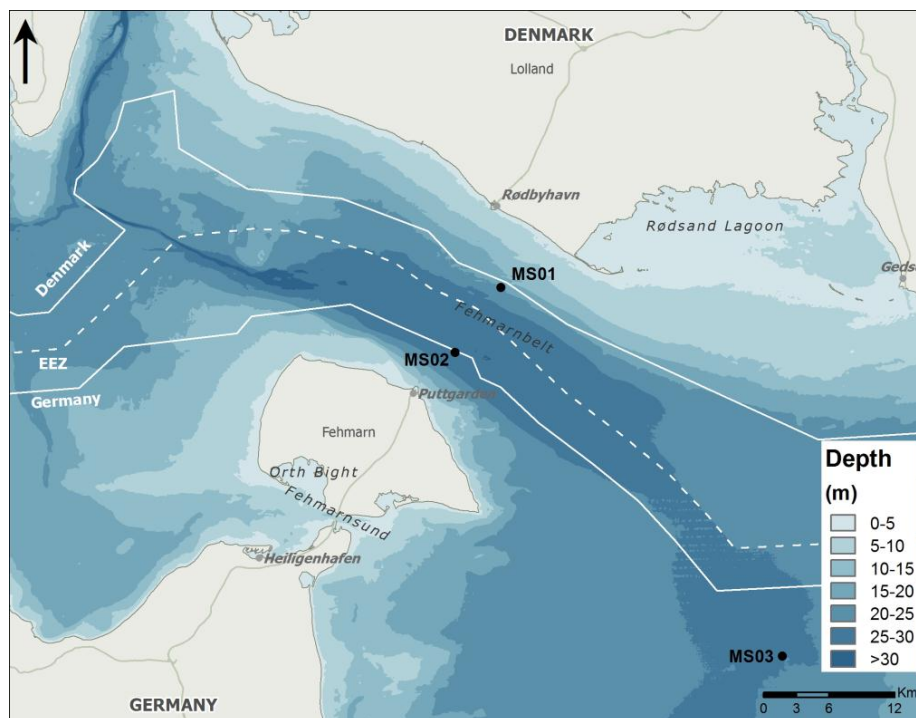 DENMARK
Lolland
Rødbyhavn
Rødsand Lagoon
Denmark
MS01
Fehmarnbelt
MS02
EEZ
Germany
Puttgarden
Fehmarn
Orth Bight
Fehmarnsund
Heiligenhafen
MS03
GERMANY
Depth
(m)
0-5
5-10
10-15
15-20
20-25
25-30
>30
Km
0 3 6 12